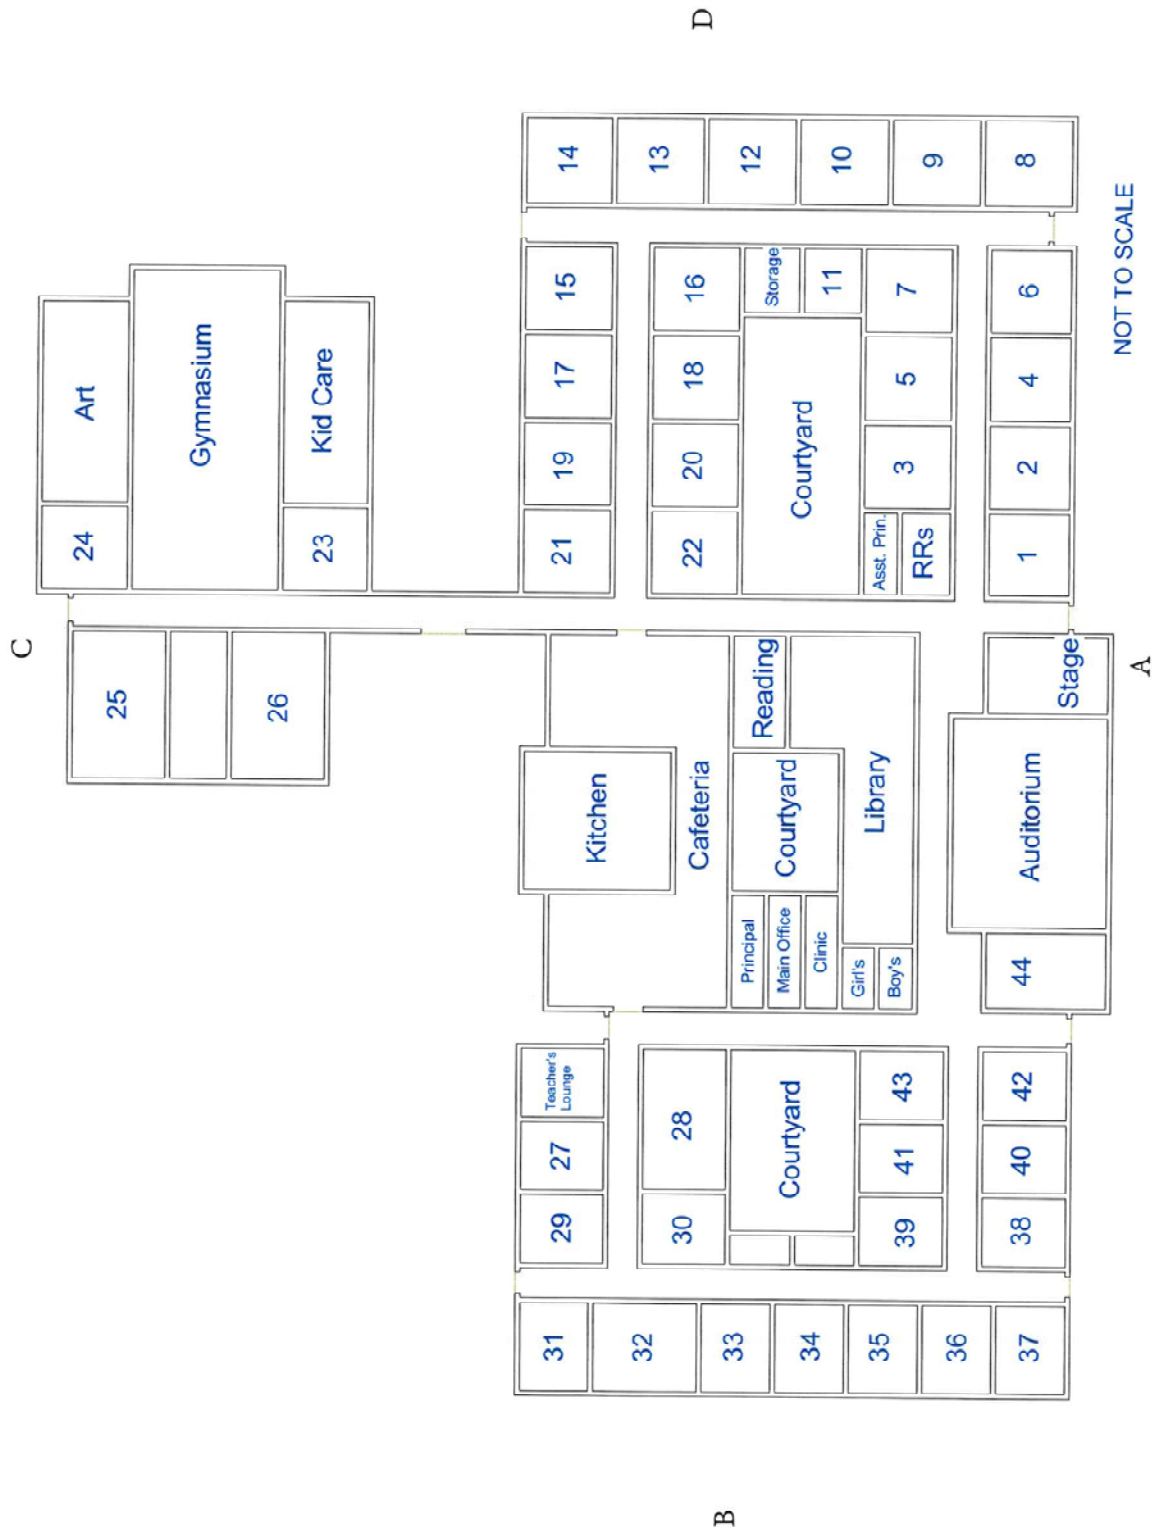 C
24 Art
25
Gymnasium
26
23 Kid Care
31 29 27 Teacher's
Lounge
Kitchen
21 19 17 15 14
32
13
30 28
Cafeteria
22 20 18 16
D
B
33
Principal
Reading
12
Storage
Main Office
Courtyard
Courtyard
Courtyard
34
Clinic
11
10
35
Girl's
Library
Asst. Prin.
Boy's
39 41 43
RRs
3 5 7
9
36
37
38 40 42
44
Auditorium
Stage
1 2 4 6 8
NOT TO SCALE
A